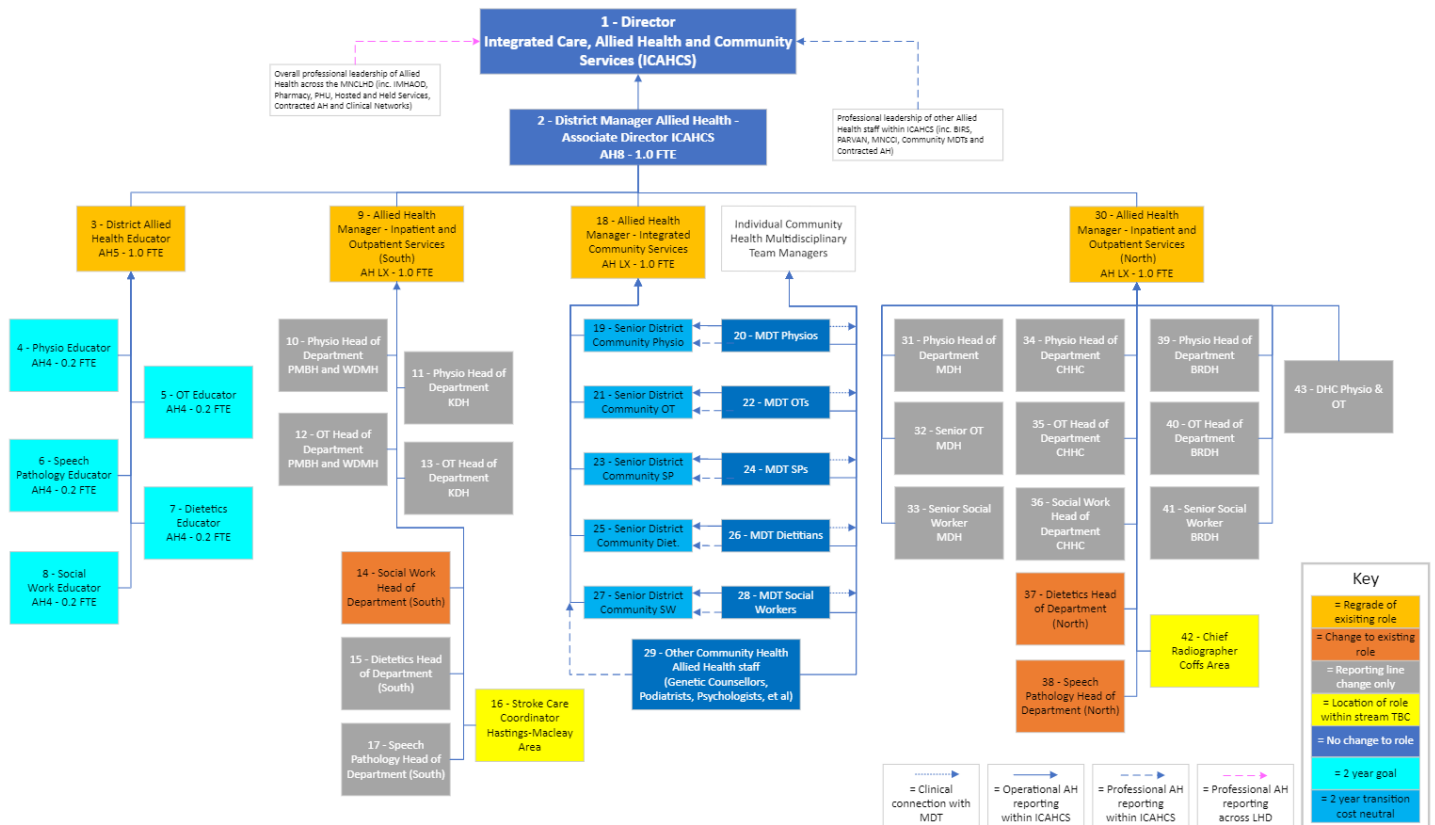 1 - Director
Integrated Care, Allied Health and Community
Services (ICAHCS)
Overall professional leadership of Allied
Health across the MNCLHD (inc. IMHAOD,
Pharmacy, PHU, Hosted and Held Services,
Contracted AH and Clinical Networks)
Professional leadership of other Allied
Health staff within ICAHCS (inc. BIRS,
PARVAN, MNCCI, Community MDTs and
Contracted AH)
2 - District Manager Allied Health -
Associate Director ICAHCS
AH8 - 1.0 FTE
3 - District Allied
Health Educator
AH5 - 1.0 FTE
9 - Allied Health
Manager - Inpatient and
Outpatient Services
(South)
AH LX - 1.0 FTE
18 - Allied Health
Manager - Integrated
Community Services
AH LX - 1.0 FTE
Individual Community
Health Multidisciplinary
Team Managers
30 - Allied Health
Manager - Inpatient and
Outpatient Services
(North)
AH LX - 1.0 FTE
4 - Physio Educator
AH4 - 0.2 FTE
5 - OT Educator
AH4 - 0.2 FTE
6 - Speech
Pathology Educator
AH4 - 0.2 FTE
7 - Dietetics
Educator
AH4 - 0.2 FTE
8 - Social
Work Educator
AH4 - 0.2 FTE
10 - Physio Head of
Department
PMBH and WDMH
11 - Physio Head of
Department
KDH
12 - OT Head of
Department
PMBH and WDMH
13 - OT Head of
Department
KDH
14 - Social Work
Head of
Department (South)
15 - Dietetics Head
of Department
(South)
16 - Stroke Care
Coordinator
Hastings-Macleay
Area
17 - Speech
Pathology Head of
Department (South)
19 - Senior District
Community Physio
20 - MDT Physios
21 - Senior District
Community OT
22 - MDT OTs
23 - Senior District
Community SP
24 - MDT SPs
25 - Senior District
Community Diet.
26 - MDT Dietitians
27 - Senior District
Community SW
28 - MDT Social
Workers
29 - Other Community Health
Allied Health staff
(Genetic Counsellors,
Podiatrists, Psychologists, et al)
31 - Physio Head of
Department
MDH
34 - Physio Head of
Department
CHHC
39 - Physio Head of
Department
BRDH
43 - DHC Physio &
OT
32 - Senior OT
MDH
35 - OT Head of
Department
CHHC
40 - OT Head of
Department
BRDH
33 - Senior Social
Worker
MDH
36 - Social Work
Head of
Department
CHHC
41 - Senior Social
Worker
BRDH
37 - Dietetics Head
of Department
(North)
42 - Chief
Radiographer
Coffs Area
38 - Speech
Pathology Head of
Department (North)
Key
= Regrade of
exisiting role
= Change to existing
role
= Reporting line
change only
= Location of role
within stream TBC
= No change to role
= 2 year goal
= 2 year transition
cost neutral
= Clinical
connection with
MDT
= Operational AH
reporting
within ICAHCS
= Professional AH
reporting
within ICAHCS
= Professional AH
reporting
across LHD